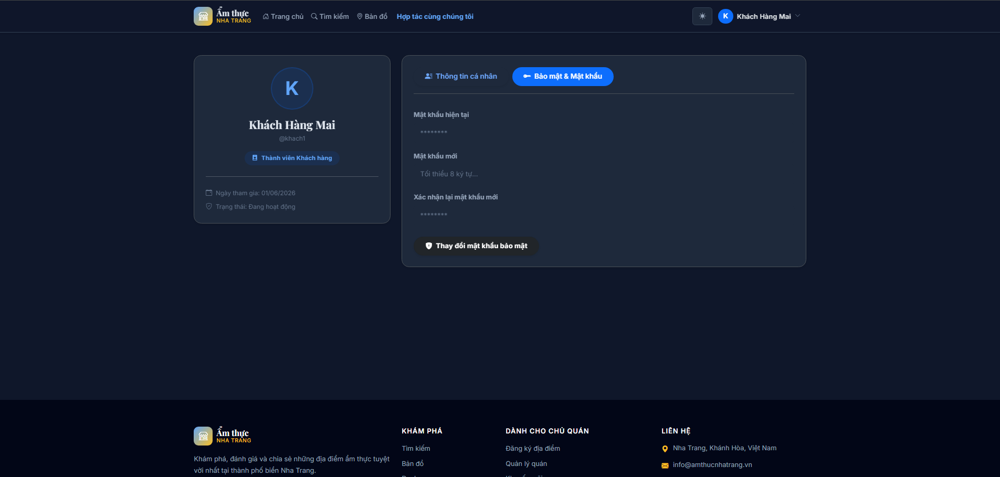 Ẩm thực
NHA TRANG
Trang chủ
Tìm kiếm
Bản đồ
Hợp tác cùng chúng tôi
K
Khách Hàng Mai
K
Khách Hàng Mai
@khach1
Thành viên Khách hàng
Ngày tham gia: 01/06/2026
Trạng thái: Đang hoạt động
Thông tin cá nhân
Bảo mật & Mật khẩu
Mật khẩu hiện tại
********
Mật khẩu mới
Tối thiểu 8 ký tự...
Xác nhận lại mật khẩu mới
********
Thay đổi mật khẩu bảo mật
Ẩm thực
NHA TRANG
Khám phá, đánh giá và chia sẻ những địa điểm ẩm thực tuyệt
vời nhất tại thành phố biển Nha Trang.
KHÁM PHÁ
Tìm kiếm
Bản đồ
DÀNH CHO CHỦ QUÁN
Đăng ký địa điểm
Quản lý quán
LIÊN HỆ
Nha Trang, Khánh Hòa, Việt Nam
info@amthucnhatrang.vn